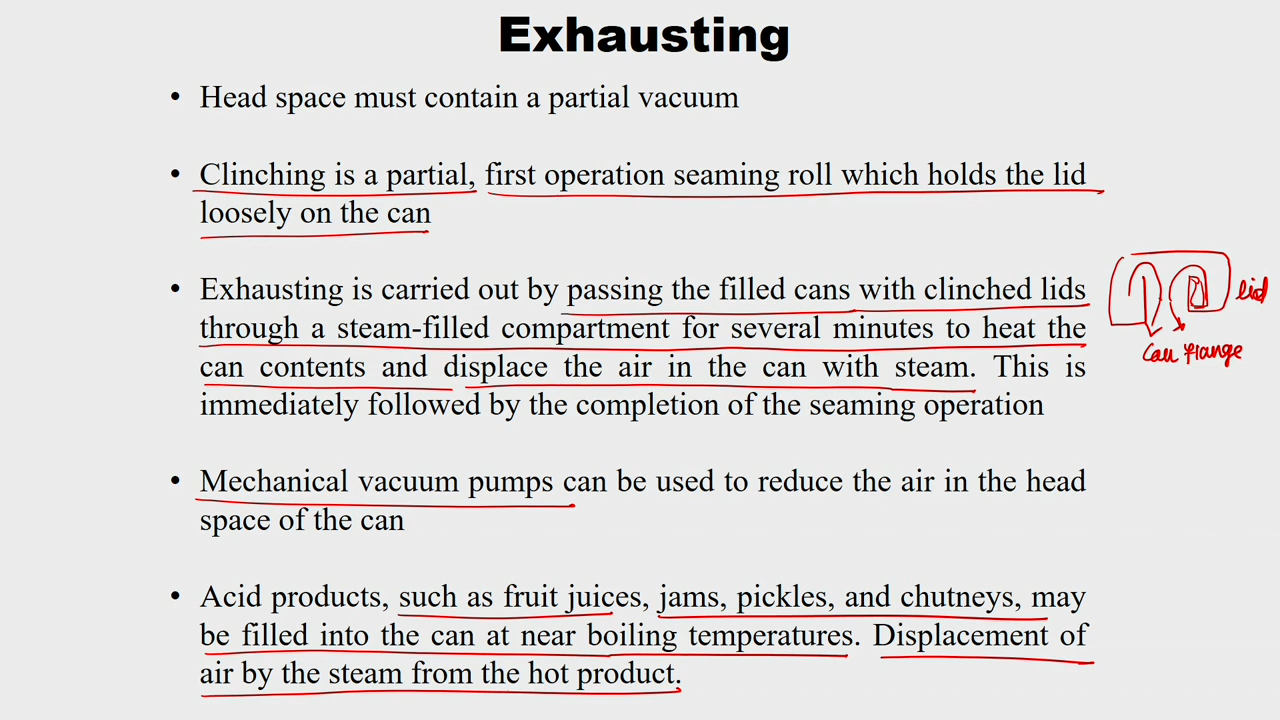 Exhausting
• Head space must contain a partial vacuum
• Clinching is a partial, first operation seaming roll which holds the lid
loosely on the can
• Exhausting is carried out by passing the filled cans with clinched lids
through a steam-filled compartment for several minutes to heat the
can contents and displace the air in the can with steam. This is
immediately followed by the completion of the seaming operation
lid
Can flange
• Mechanical vacuum pumps can be used to reduce the air in the head
space of the can
• Acid products, such as fruit juices, jams, pickles, and chutneys, may
be filled into the can at near boiling temperatures. Displacement of
air by the steam from the hot product.